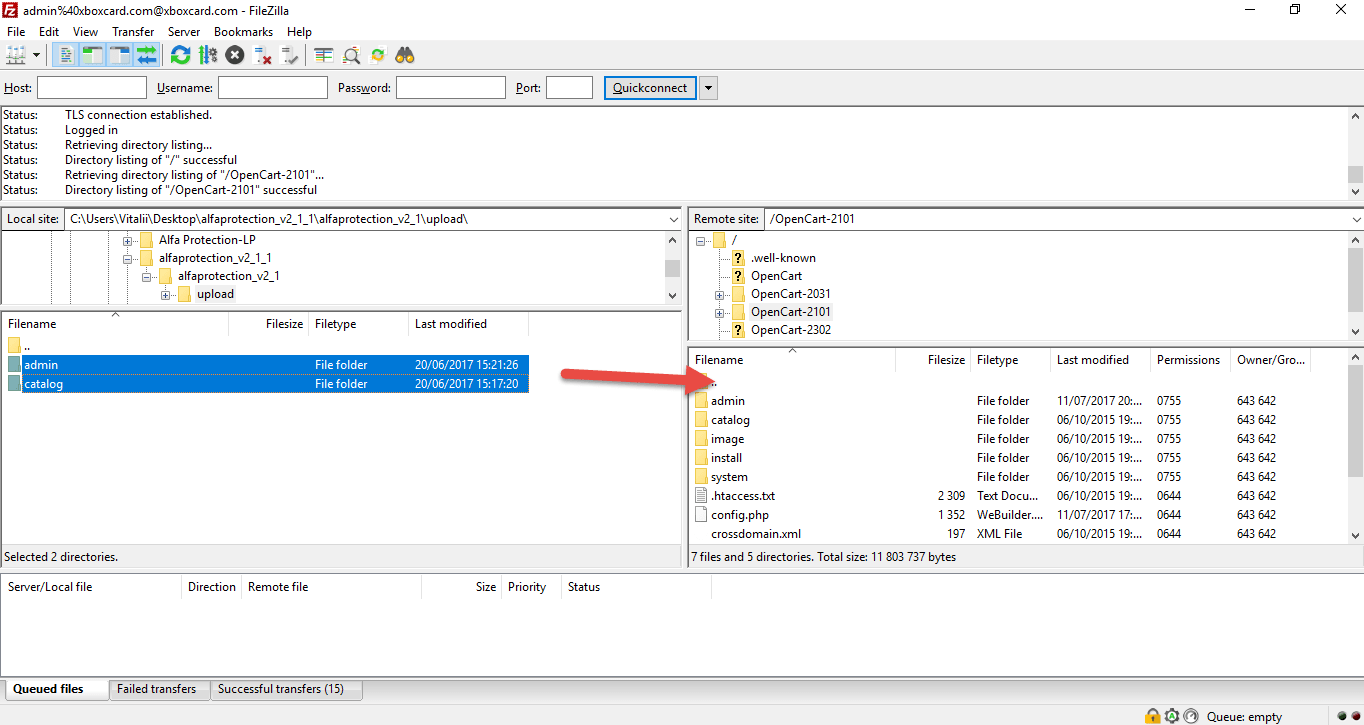 admin%40xboxcard.com@xboxcard.com - FileZilla
File Edit View Transfer Server Bookmarks Help
Host: Username: Password: Port: Quickconnect
Status: TLS connection established.
Status: Logged in
Status: Retrieving directory listing...
Status: Directory listing of "/" successful
Status: Retrieving directory listing of "/OpenCart-2101"...
Status: Directory listing of "/OpenCart-2101" successful
Local site: C:\Users\Vitalii\Desktop\alfaprotection_v2_1_1\alfaprotection_v2_1\upload\
Alfa Protection-LP
alfaprotection_v2_1_1
alfaprotection_v2_1
upload
Filename Filesize Filetype Last modified
..
admin File folder 20/06/2017 15:21:26
catalog File folder 20/06/2017 15:17:20
Selected 2 directories.
Remote site: /OpenCart-2101
/
.well-known
OpenCart
OpenCart-2031
OpenCart-2101
OpenCart-2302
Filename Filesize Filetype Last modified Permissions Owner/Gro...
..
admin File folder 11/07/2017 20:... 0755 643 642
catalog File folder 06/10/2015 19:... 0755 643 642
image File folder 06/10/2015 19:... 0755 643 642
install File folder 06/10/2015 19:... 0755 643 642
system File folder 06/10/2015 19:... 0755 643 642
.htaccess.txt 2 309 Text Docu... 06/10/2015 19:... 0644 643 642
config.php 1 352 WeBuilder.... 11/07/2017 17:... 0644 643 642
crossdomain.xml 197 XML File 06/10/2015 19:... 0644 643 642
7 files and 5 directories. Total size: 11 803 737 bytes
Server/Local file Direction Remote file Size Priority Status
Queued files Failed transfers Successful transfers (15)
Queue: empty